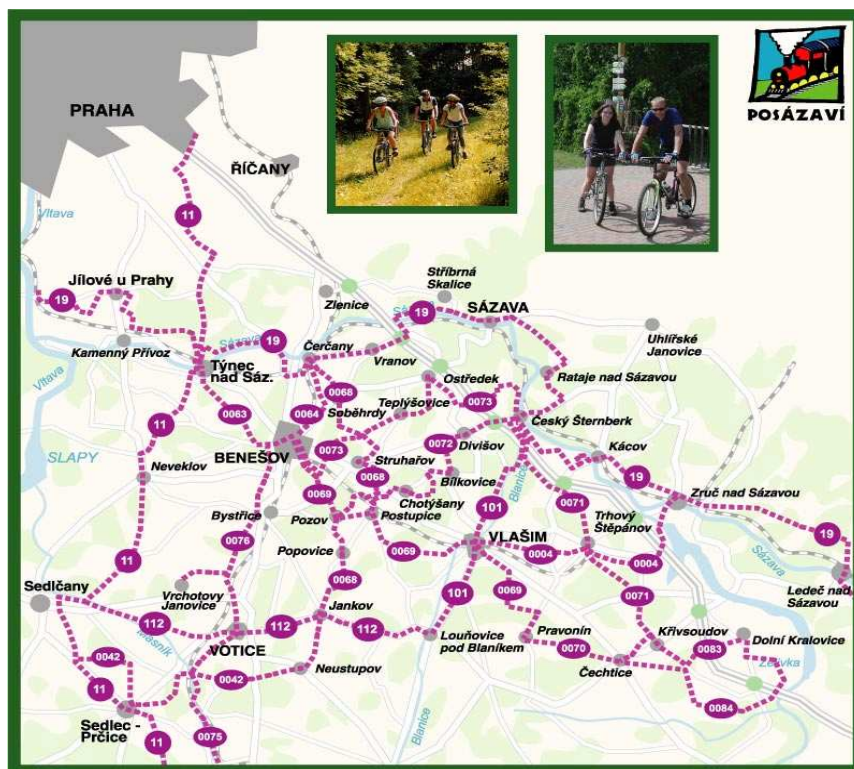 PRAHA
ŘÍČANY
POSÁZAVÍ
Vltava
11
Jílové u Prahy
19
Stříbrná
Skalice
Zlenice
Sázava
19
SÁZAVA
Uhlířské
Janovice
Kamenný Přívoz
Sázava
19
Čerčany
Vranov
Týnec
nad Sáz.
Vltava
Ostředek
Rataje nad Sázavou
0068
0073
0063
0064
Soběhrdy
Teplýšovice
Český Šternberk
11
BENEŠOV
0073
0072
Divišov
Kácov
SLAPY
Neveklov
Struhařov
0068
Bílkovice
Blanice
19
0069
Chotýšany
101
0071
Zruč nad Sázavou
Bystřice
Pozov
Postupice
Trhový
Štěpánov
19
0076
VLAŠIM
11
Popovice
0069
0004
0004
Sázava
Sedlčany
Vrchotovy
Janovice
0068
101
0069
Ledeč nad
Sázavou
0071
112
112
Jankov
112
Mastník
VOTICE
Louňovice
pod Blaníkem
Pravonín
Křivsoudov
Dolní Kralovice
0042
0070
0083
Želivka
11
0042
Neustupov
Čechtice
Sedlec -
Prčice
0084
11
0075
Blanice